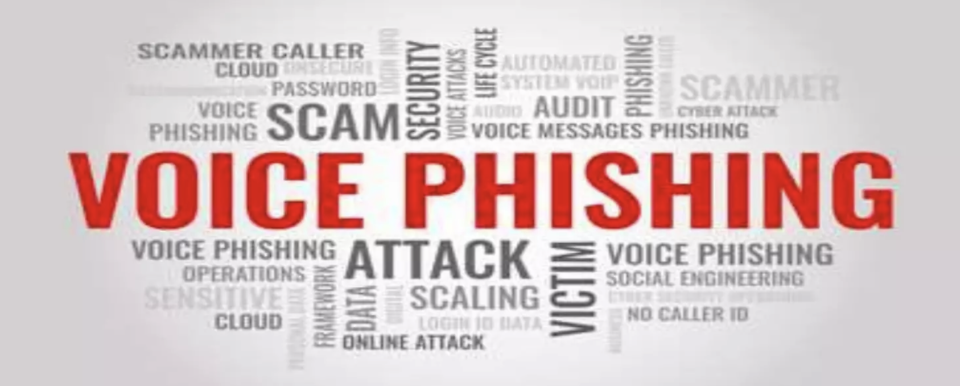 SCAMMER CALLER
CLOUD UNSECURE
PASSWORD
LOGIN INFO
SECURITY
VOICE ATTACKS
LIFE CYCLE
AUTOMATED
SYSTEM VOIP
PHISHING
SCAMMER
CYBER ATTACK
VOICE
PHISHING
SCAM
AUDIO
AUDIT
VOICE MESSAGES PHISHING
VOICE PHISHING
VOICE PHISHING
OPERATIONS
SENSITIVE
CLOUD
PERSONAL DATA
FRAMEWORK
ATTACK
DATA
DIGITAL
SCALING
LOGIN ID DATA
ONLINE ATTACK
VICTIM
VOICE PHISHING
SOCIAL ENGINEERING
CYBER SECURITY OPERATIONS
NO CALLER ID